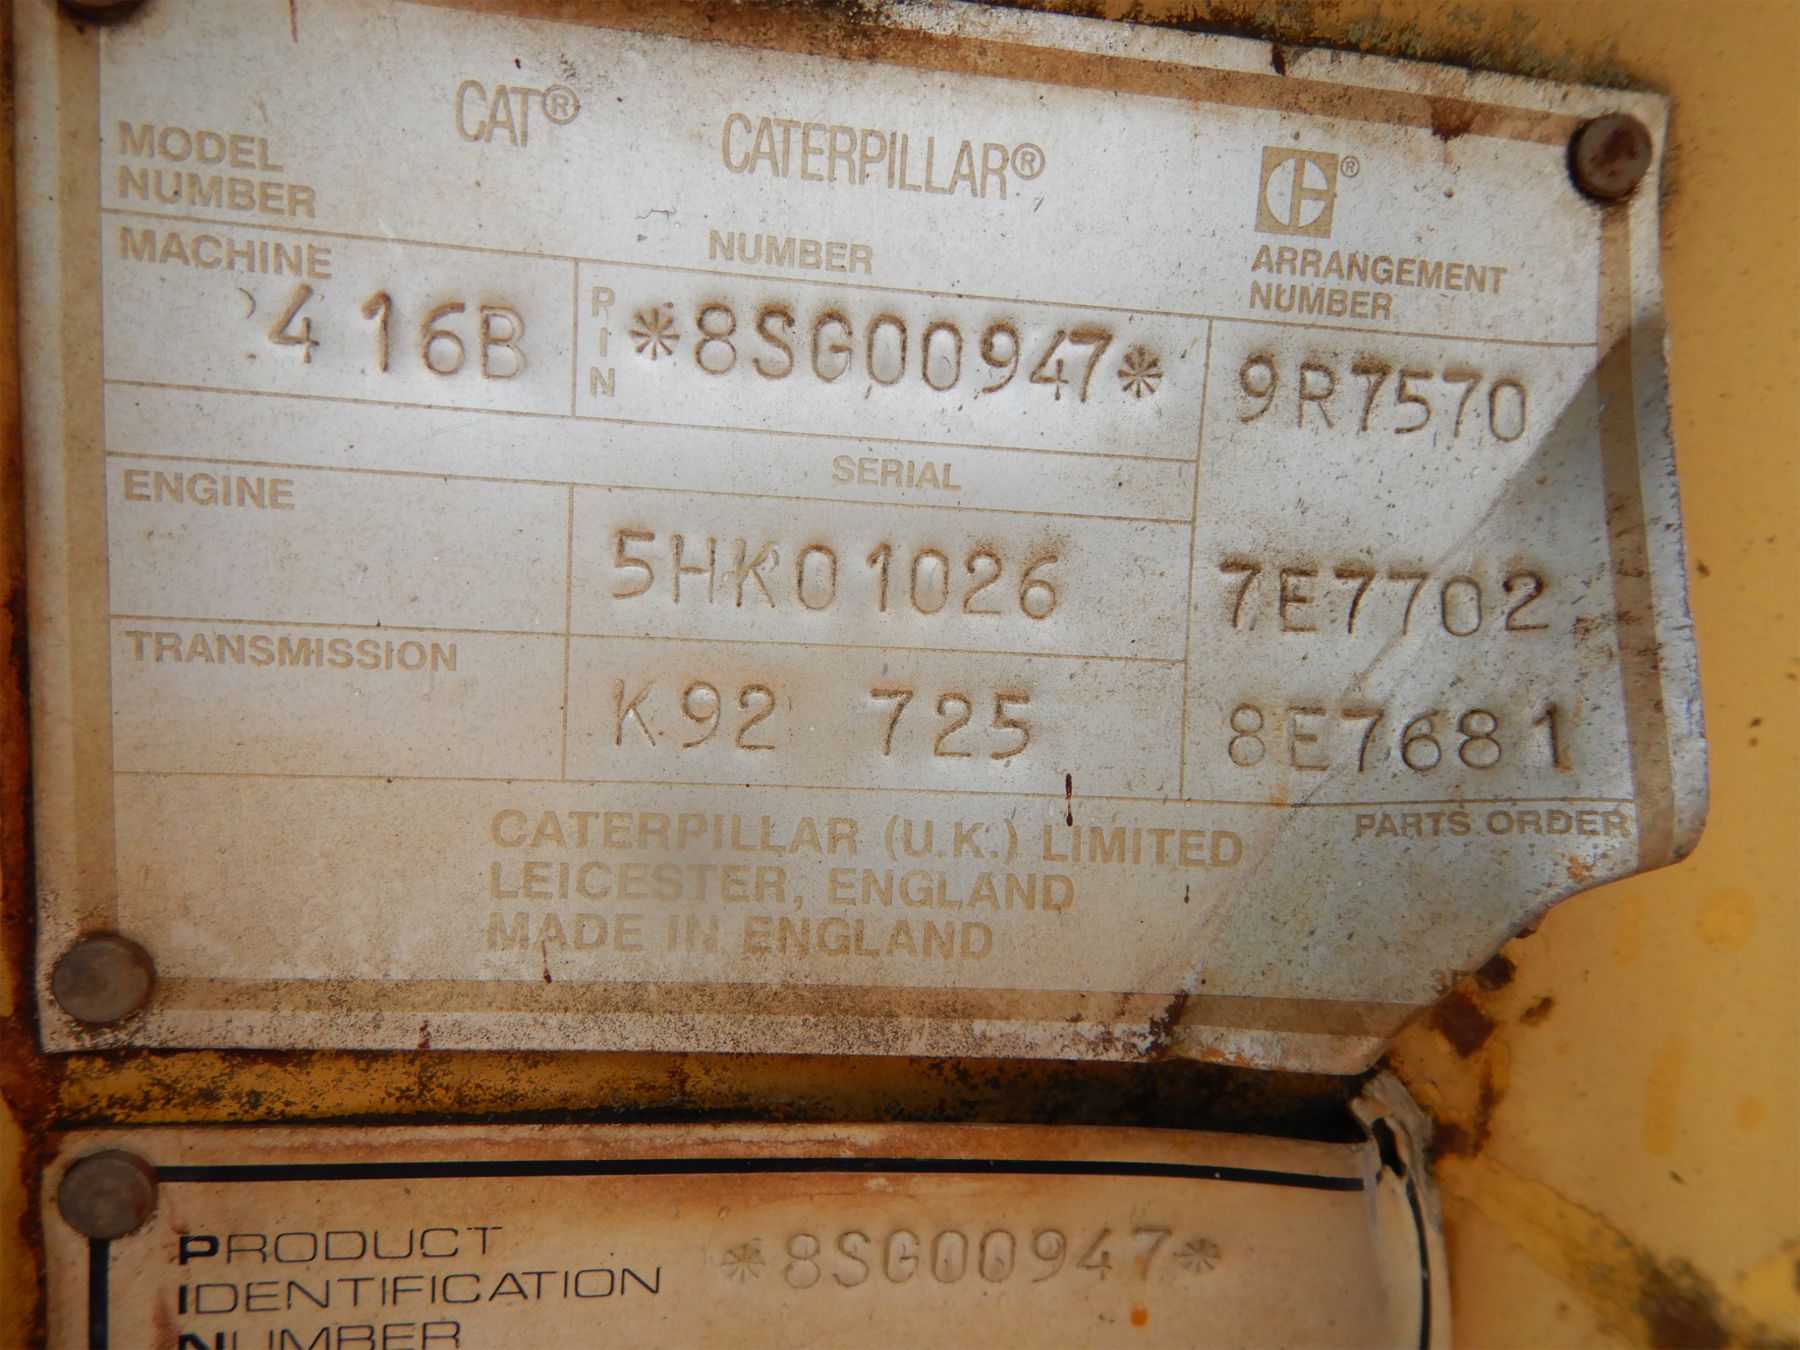 CAT® CATERPILLAR®
MODEL
NUMBER
NUMBER
ARRANGEMENT
NUMBER
MACHINE
416B
PIN
*8SG00947*
9R7570
SERIAL
ENGINE
5HK01026
7E7702
TRANSMISSION
K92 725
8E7681
PARTS ORDER
CATERPILLAR (U.K.) LIMITED
LEICESTER, ENGLAND
MADE IN ENGLAND
PRODUCT
IDENTIFICATION
NUMBER
*8SG00947*